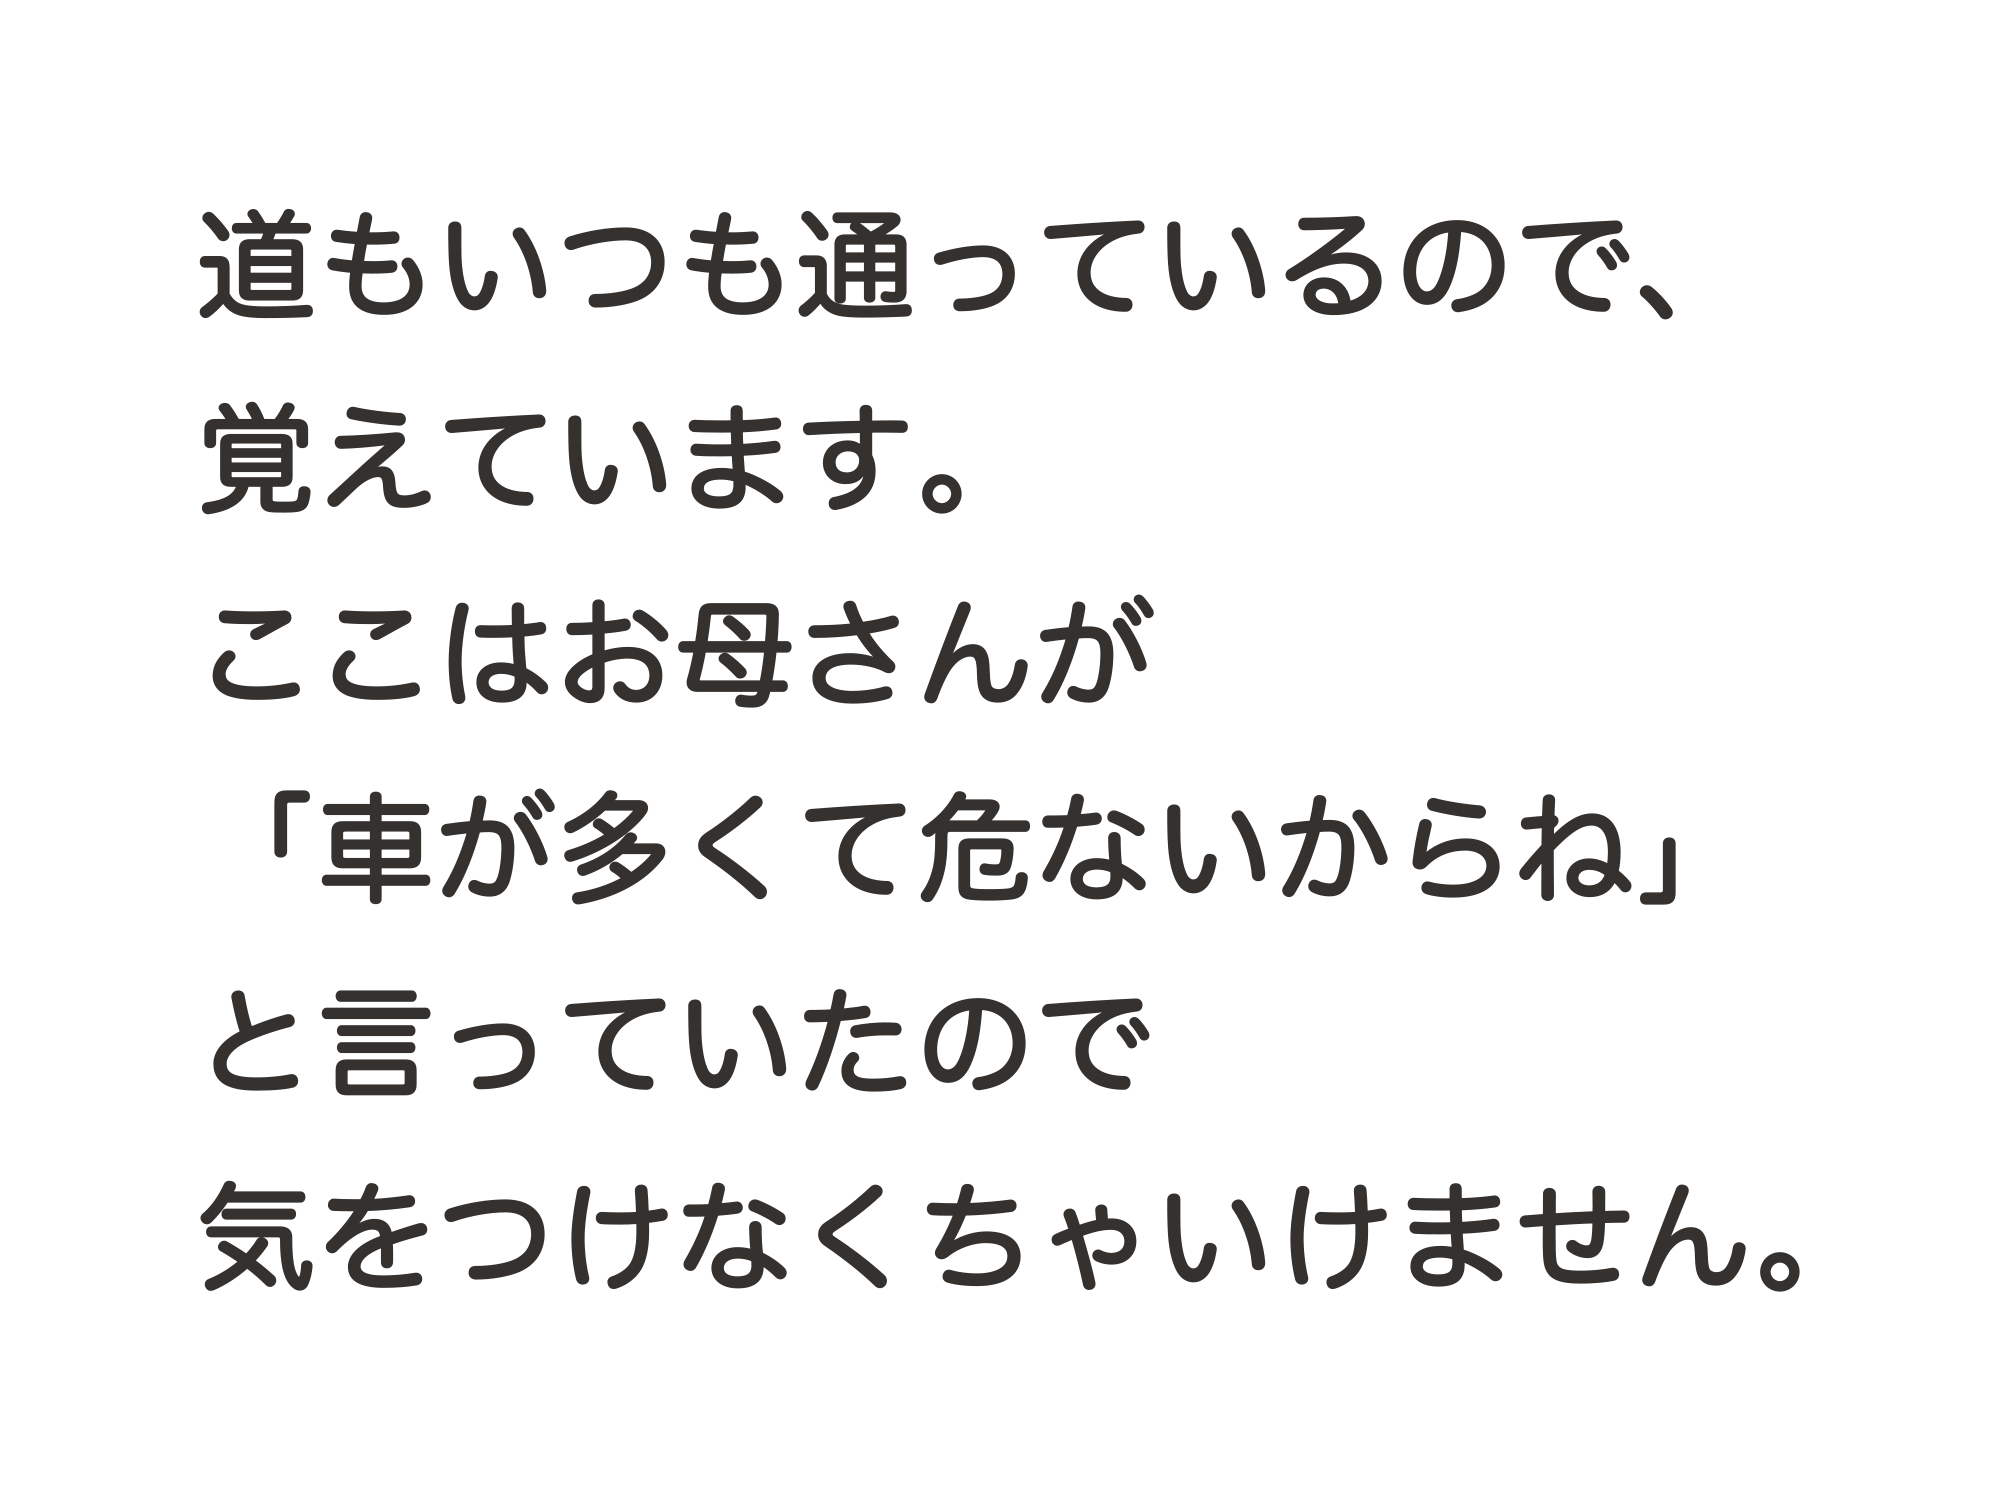 道もいつも通っているので、
覚えています。
ここはお母さんが
「車が多くて危ないからね」
と言っていたので
気をつけなくちゃいけません。